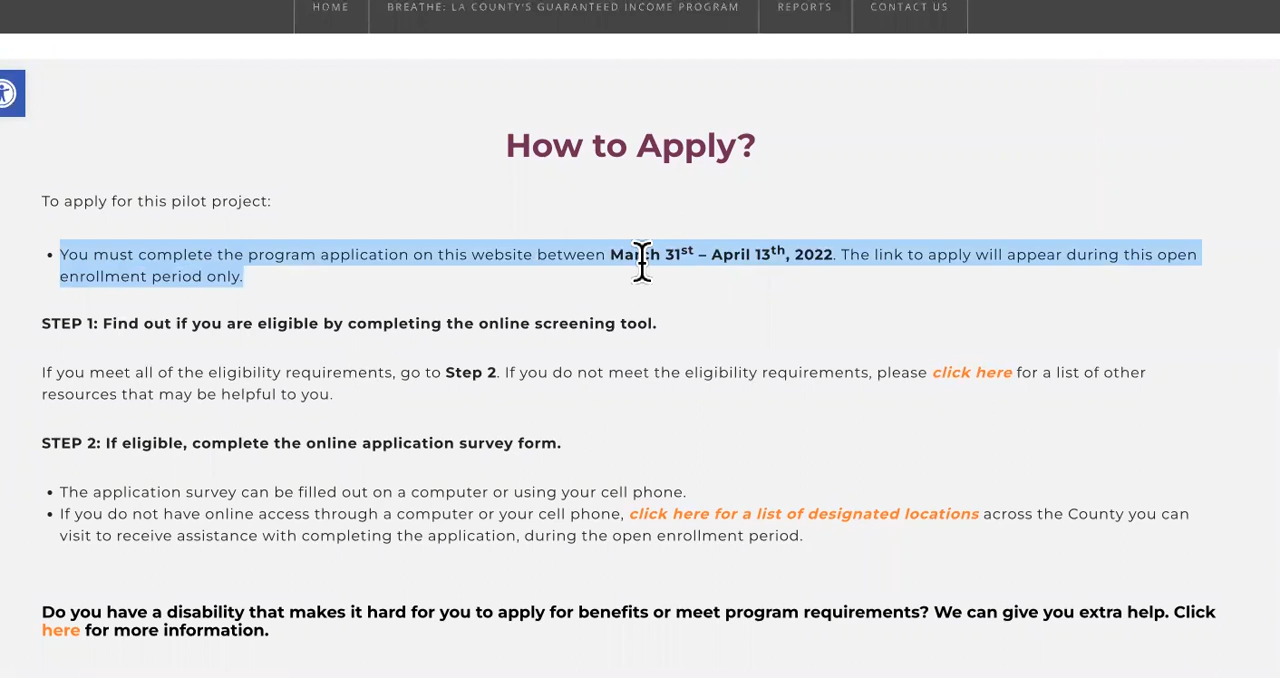 HOME BREATHE: LA COUNTY'S GUARANTEED INCOME PROGRAM REPORTS CONTACT US
How to Apply?
To apply for this pilot project:
• You must complete the program application on this website between March 31st – April 13th, 2022. The link to apply will appear during this open
enrollment period only.
STEP 1: Find out if you are eligible by completing the online screening tool.
If you meet all of the eligibility requirements, go to Step 2. If you do not meet the eligibility requirements, please click here for a list of other
resources that may be helpful to you.
STEP 2: If eligible, complete the online application survey form.
• The application survey can be filled out on a computer or using your cell phone.
• If you do not have online access through a computer or your cell phone, click here for a list of designated locations across the County you can
visit to receive assistance with completing the application, during the open enrollment period.
Do you have a disability that makes it hard for you to apply for benefits or meet program requirements? We can give you extra help. Click
here for more information.